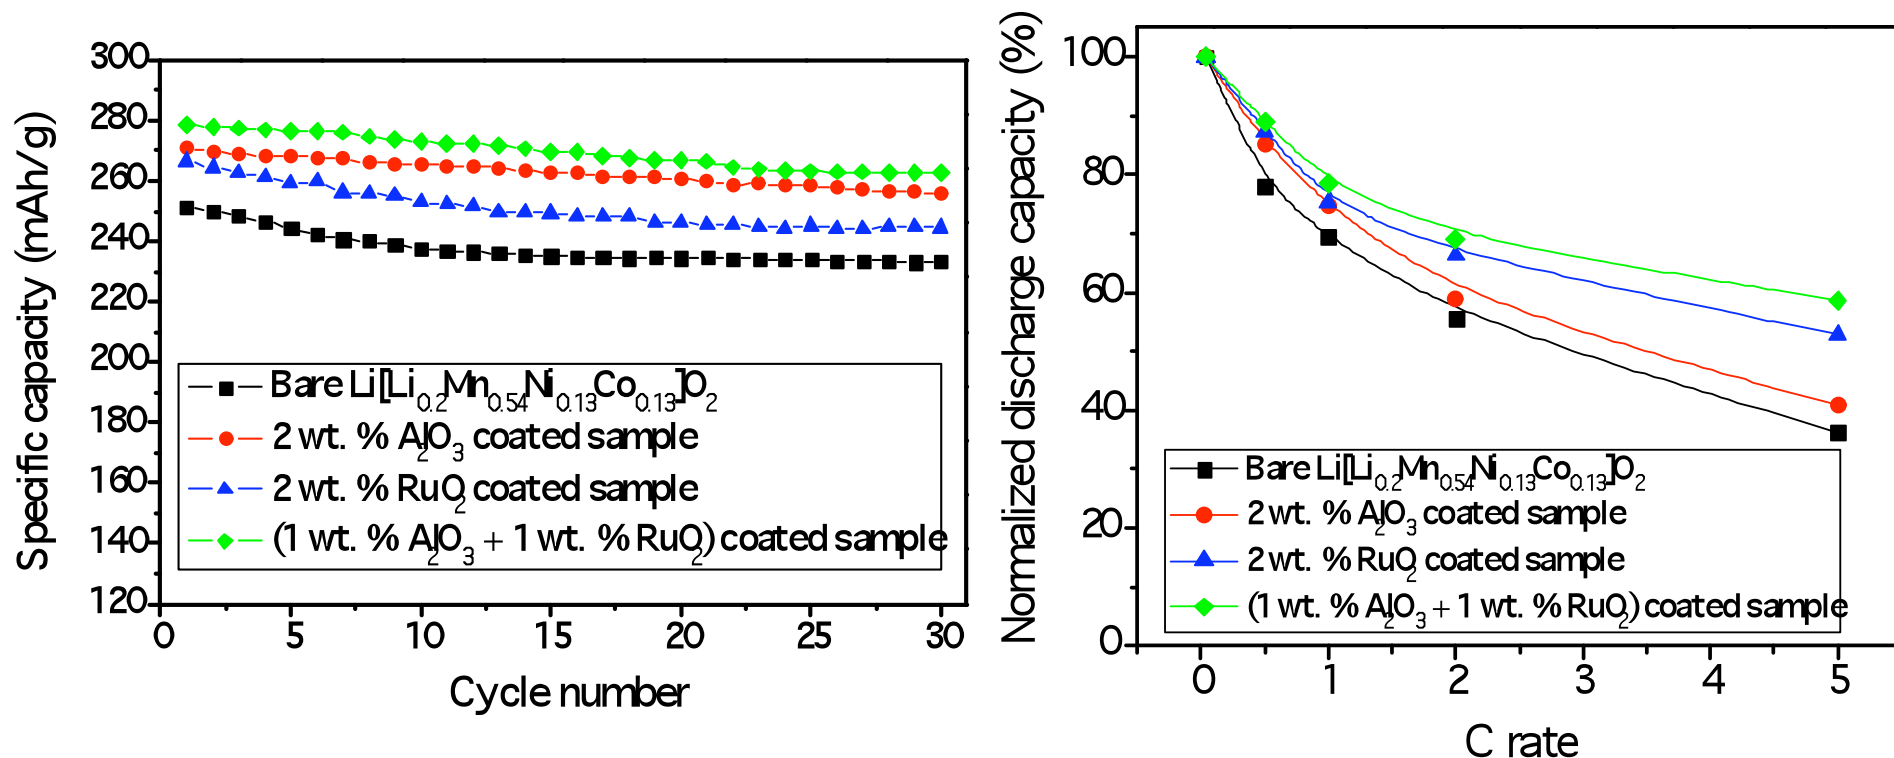 Specific capacity (mAh/g)
300
280
260
240
220
200
180
160
140
120
Bare Li[Li0.2Mn0.54Ni0.13Co0.13]O2
2 wt. % Al2O3 coated sample
2 wt. % RuO2 coated sample
(1 wt. % Al2O3 + 1 wt. % RuO2) coated sample
0 5 10 15 20 25 30
Cycle number
Normalized discharge capacity (%)
100
80
60
40
20
0
Bare Li[Li0.2Mn0.54Ni0.13Co0.13]O2
2 wt. % Al2O3 coated sample
2 wt. % RuO2 coated sample
(1 wt. % Al2O3 + 1 wt. % RuO2) coated sample
0 1 2 3 4 5
C rate